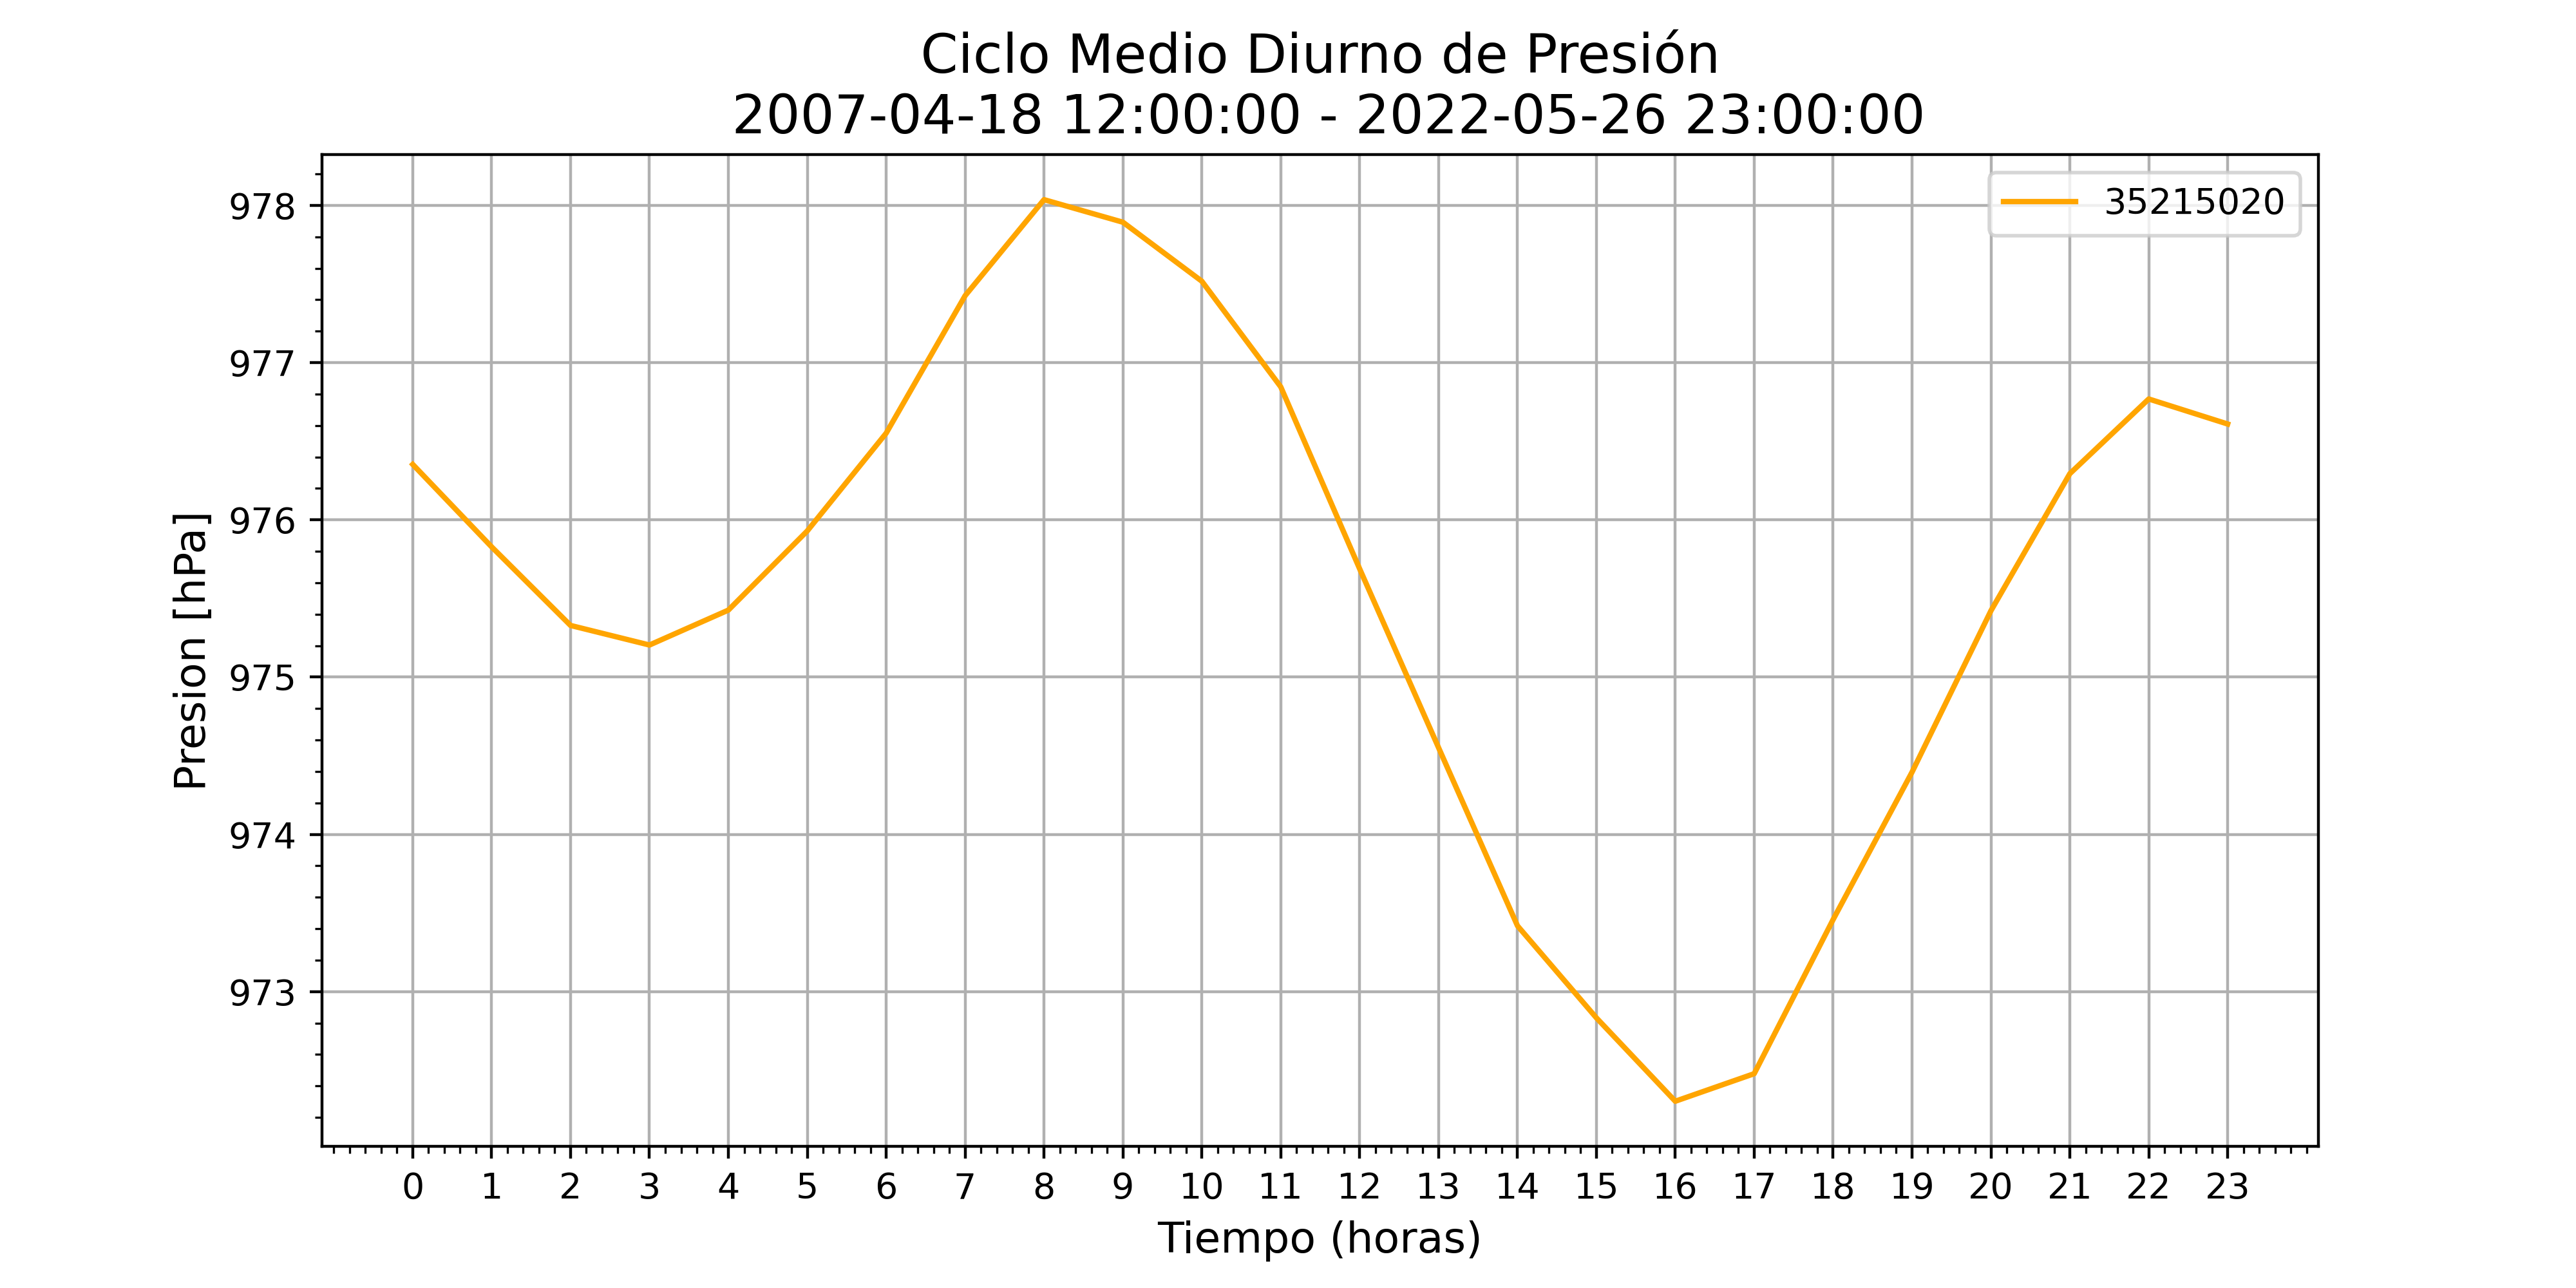 Ciclo Medio Diurno de Presión
2007-04-18 12:00:00 - 2022-05-26 23:00:00
35215020
978
977
976
975
974
973
Presion [hPa]
0 1 2 3 4 5 6 7 8 9 10 11 12 13 14 15 16 17 18 19 20 21 22 23
Tiempo (horas)